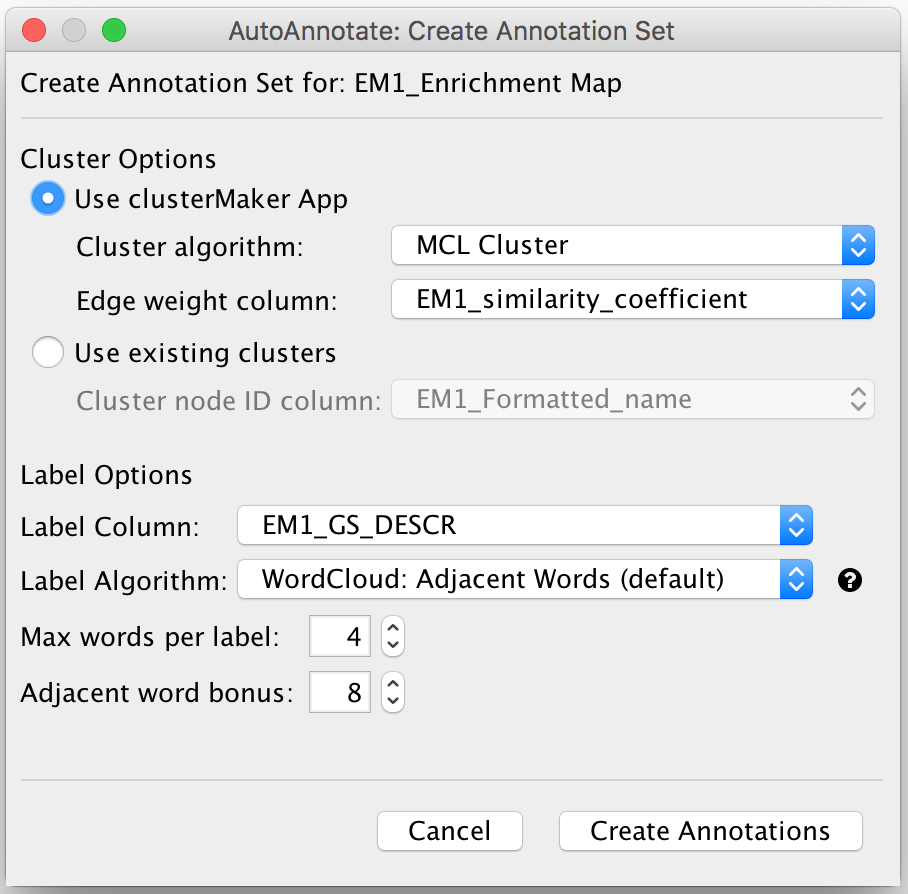 AutoAnnotate: Create Annotation Set
Create Annotation Set for: EM1_Enrichment Map
Cluster Options
Use clusterMaker App
Cluster algorithm: MCL Cluster
Edge weight column: EM1_similarity_coefficient
Use existing clusters
Cluster node ID column: EM1_Formatted_name
Label Options
Label Column: EM1_GS_DESCR
Label Algorithm: WordCloud: Adjacent Words (default) ?
Max words per label: 4
Adjacent word bonus: 8
Cancel Create Annotations